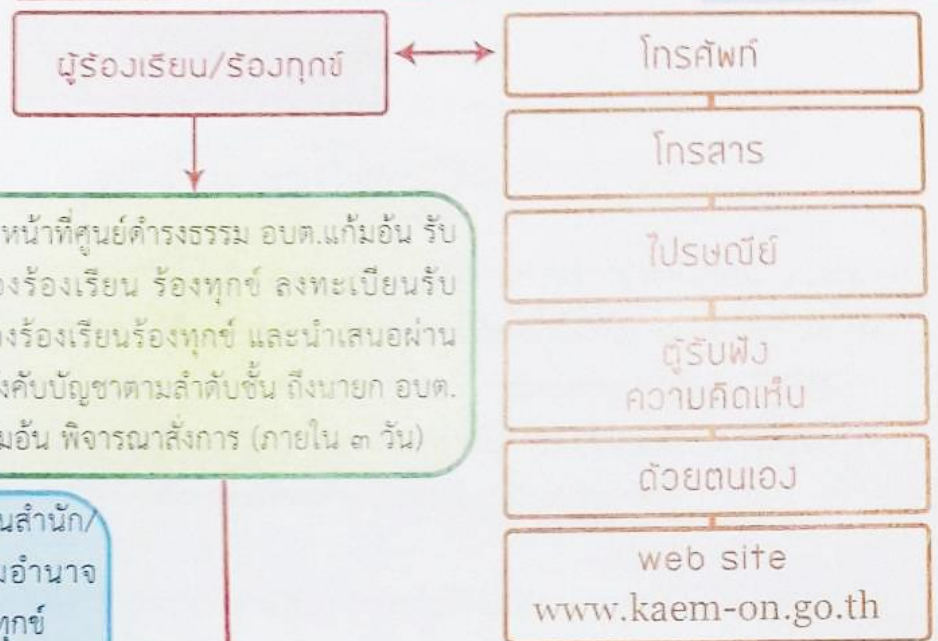 ผู้ร้องเรียน/ร้องทุกข์
โทรศัพท์
โทรสาร
ไปรษณีย์
ตู้รับฟัง
ความคิดเห็น
ด้วยตนเอง
web site
www.kaem-on.go.th
หน้าที่ศูนย์ดำรงธรรม อบต.แก้มอ้น รับ
องร้องเรียน ร้องทุกข์ ลงทะเบียนรับ
องร้องเรียนร้องทุกข์ และนำเสนอผ่าน
ังคับบัญชาตามลำดับชั้น ถึงนายก อบต.
มอ้น พิจารณาสั่งการ (ภายใน ๓ วัน)
นสำนัก/
มอำนาจ
ทุกข์